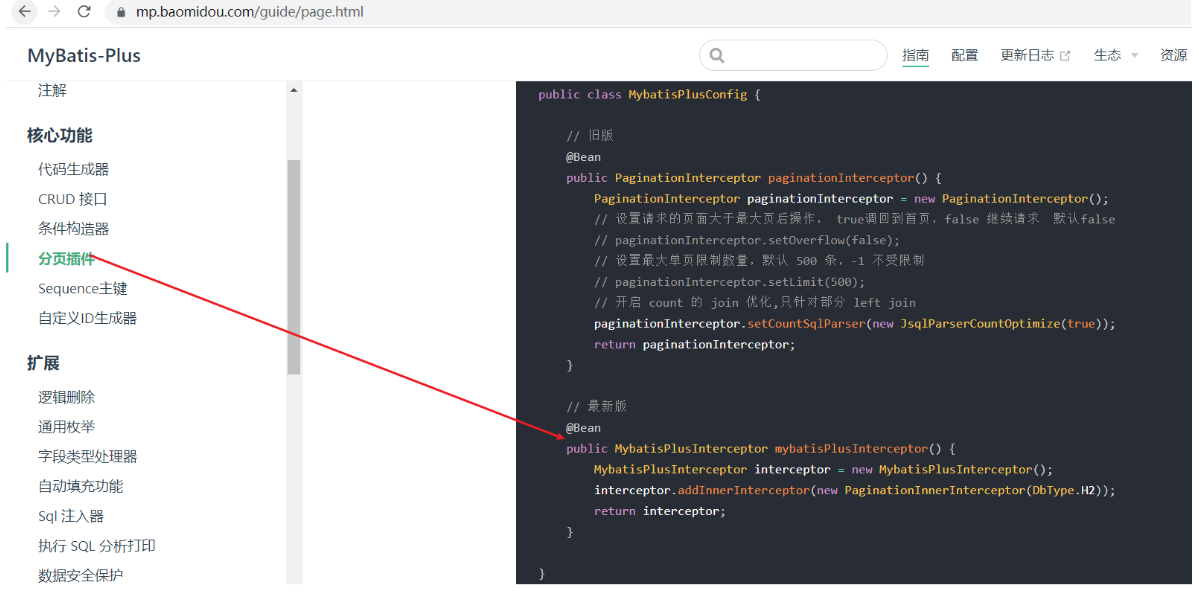 mp.baomidou.com/guide/page.html
MyBatis-Plus
指南 配置 更新日志 生态 资源
注解
核心功能
代码生成器
CRUD 接口
条件构造器
分页插件
Sequence主键
自定义ID生成器
扩展
逻辑删除
通用枚举
字段类型处理器
自动填充功能
Sql 注入器
执行 SQL 分析打印
数据安全保护
public class MybatisPlusConfig {
// 旧版
@Bean
public PaginationInterceptor paginationInterceptor() {
PaginationInterceptor paginationInterceptor = new PaginationInterceptor();
// 设置请求的页面大于最大页后操作， true调回到首页，false 继续请求  默认false
// paginationInterceptor.setOverflow(false);
// 设置最大单页限制数量，默认 500 条，-1 不受限制
// paginationInterceptor.setLimit(500);
// 开启 count 的 join 优化,只针对部分 left join
paginationInterceptor.setCountSqlParser(new JsqlParserCountOptimize(true));
return paginationInterceptor;
}
// 最新版
@Bean
public MybatisPlusInterceptor mybatisPlusInterceptor() {
MybatisPlusInterceptor interceptor = new MybatisPlusInterceptor();
interceptor.addInnerInterceptor(new PaginationInnerInterceptor(DbType.H2));
return interceptor;
}
}